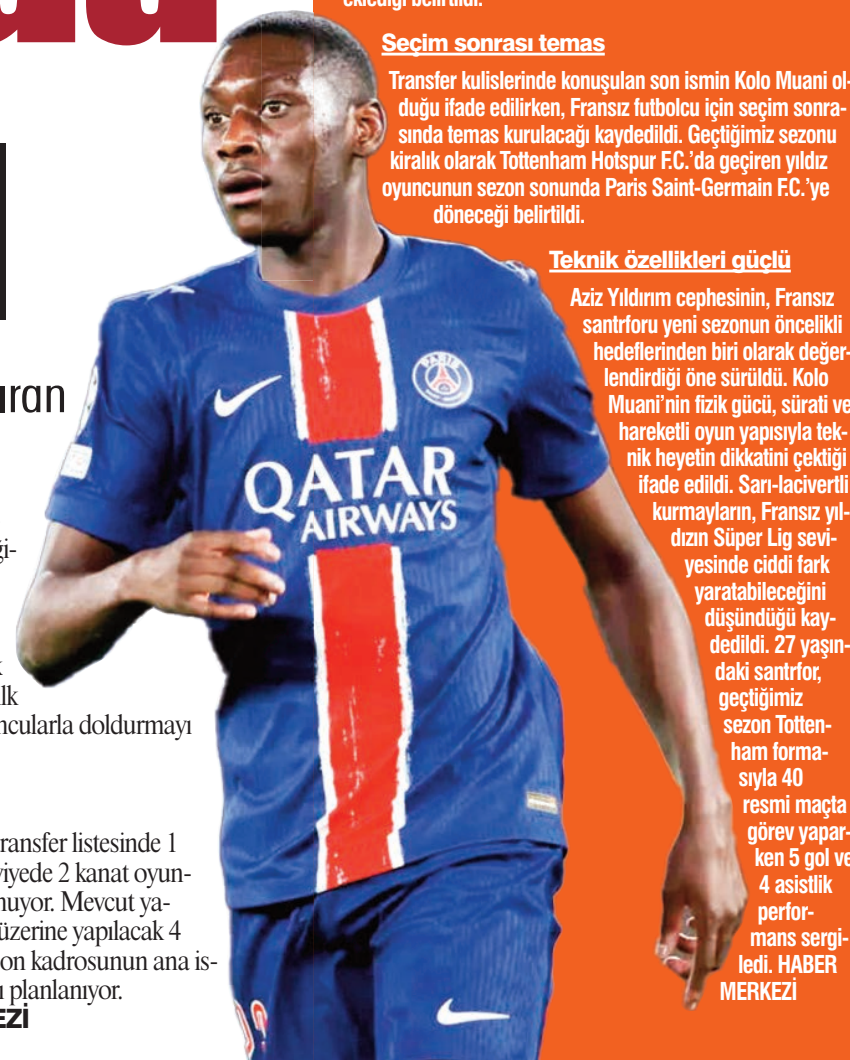 Seçim sonrası temas
Transfer kulislerinde konuşulan son ismin Kolo Muani ol-
duğu ifade edilirken, Fransız futbolcu için seçim sonra-
sında temas kurulacağı kaydedildi. Geçtiğimiz sezonu
kiralık olarak Tottenham Hotspur F.C.'da geçiren yıldız
oyuncunun sezon sonunda Paris Saint-Germain F.C.'ye
döneceği belirtildi.
Teknik özellikleri güçlü
Aziz Yıldırım cephesinin, Fransız
santrforu yeni sezonun öncelikli
hedeflerinden biri olarak değer-
lendirdiği öne sürüldü. Kolo
Muani'nin fizik gücü, sürati ve
hareketli oyun yapısıyla tek-
nik heyetin dikkatini çektiği
ifade edildi. Sarı-lacivertli
kurmayların, Fransız yıl-
dızın Süper Lig sevi-
yesinde ciddi fark
yaratabileceğini
düşündüğü kay-
dedildi. 27 yaşın-
daki santrfor,
geçtiğimiz
sezon Totten-
ham forma-
sıyla 40
resmi maçta
görev yapar-
ken 5 gol ve
4 asistlik
perfor-
mans sergi-
ledi. HABER
MERKEZİ
PARIS
QATAR
AIRWAYS
uran
ği-
k
lk
ncularla doldurmayı
ransfer listesinde 1
viyede 2 kanat oyun-
nuyor. Mevcut ya-
üzerine yapılacak 4
on kadrosunun ana is-
ı planlanıyor.
EZİ